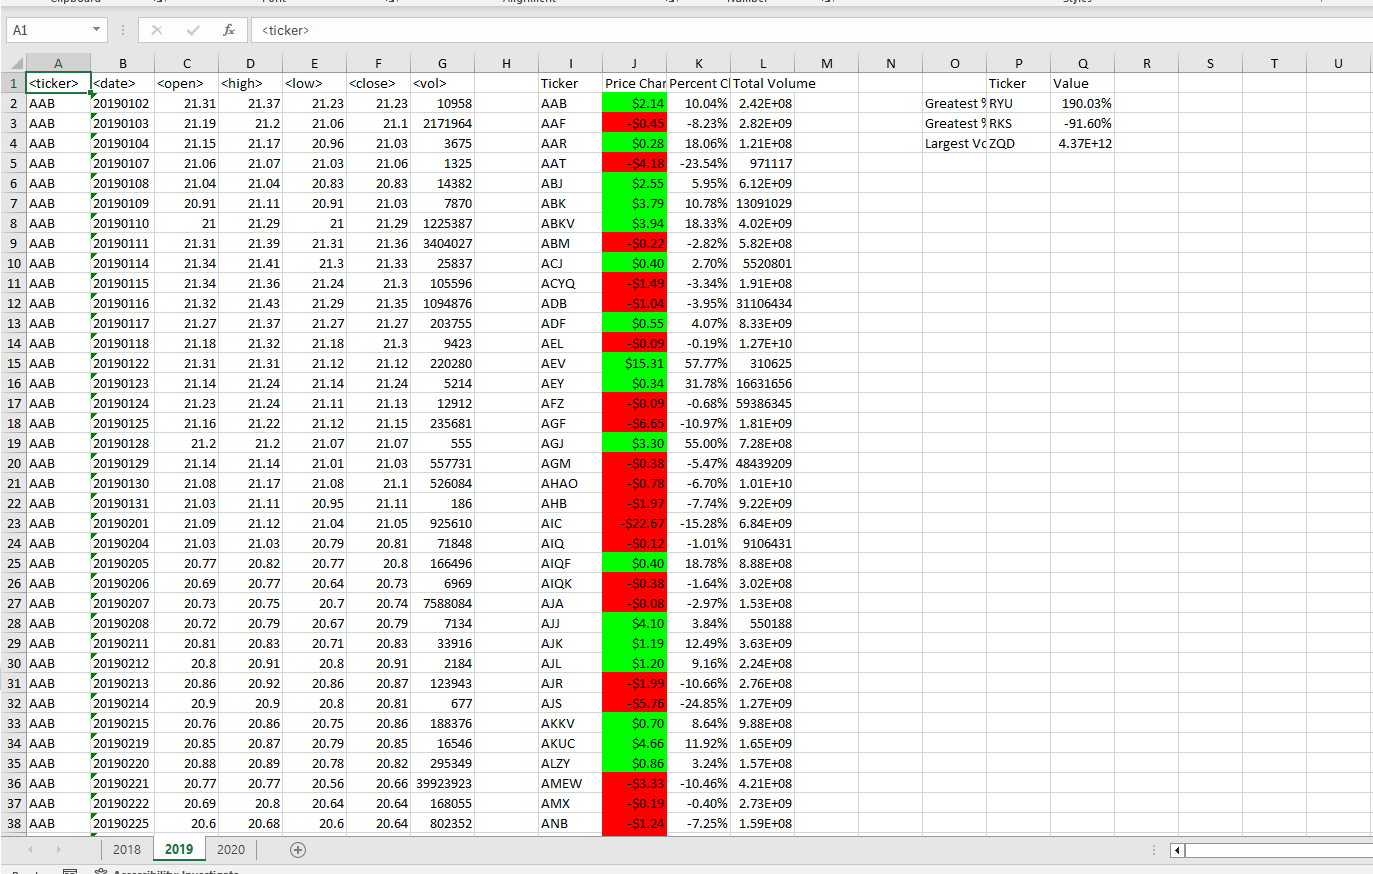 A1 fx <ticker>
A B C D E F G H I J K L M N O P Q R S T U
1 <ticker> <date> <open> <high> <low> <close> <vol> Ticker Price Char Percent Cl Total Volume Ticker Value
2 AAB 20190102 21.31 21.37 21.23 21.23 10958 AAB $2.14 10.04% 2.42E+08 Greatest % RYU 190.03%
3 AAB 20190103 21.19 21.2 21.06 21.1 2171964 AAF -$0.45 -8.23% 2.82E+09 Greatest % RKS -91.60%
4 AAB 20190104 21.15 21.17 20.96 21.03 3675 AAR $0.28 18.06% 1.21E+08 Largest Vo ZQD 4.37E+12
5 AAB 20190107 21.06 21.07 21.03 21.06 1325 AAT -$4.18 -23.54% 971117
6 AAB 20190108 21.04 21.04 20.83 20.83 14382 ABJ $2.55 5.95% 6.12E+09
7 AAB 20190109 20.91 21.11 20.91 21.03 7870 ABK $3.79 10.78% 13091029
8 AAB 20190110 21 21.29 21 21.29 1225387 ABKV $3.94 18.33% 4.02E+09
9 AAB 20190111 21.31 21.39 21.31 21.36 3404027 ABM -$0.22 -2.82% 5.82E+08
10 AAB 20190114 21.34 21.41 21.3 21.33 25837 ACJ $0.40 2.70% 5520801
11 AAB 20190115 21.34 21.36 21.24 21.3 105596 ACYQ -$1.49 -3.34% 1.91E+08
12 AAB 20190116 21.32 21.43 21.29 21.35 1094876 ADB -$1.04 -3.95% 31106434
13 AAB 20190117 21.27 21.37 21.27 21.27 203755 ADF $0.55 4.07% 8.33E+09
14 AAB 20190118 21.18 21.32 21.18 21.3 9423 AEL -$0.09 -0.19% 1.27E+10
15 AAB 20190122 21.31 21.31 21.12 21.12 220280 AEV $15.31 57.77% 310625
16 AAB 20190123 21.14 21.24 21.14 21.24 5214 AEY $0.34 31.78% 16631656
17 AAB 20190124 21.23 21.24 21.11 21.13 12912 AFZ -$0.09 -0.68% 59386345
18 AAB 20190125 21.16 21.22 21.12 21.15 235681 AGF -$6.65 -10.97% 1.81E+09
19 AAB 20190128 21.2 21.2 21.07 21.07 555 AGJ $3.30 55.00% 7.28E+08
20 AAB 20190129 21.14 21.14 21.01 21.03 557731 AGM -$0.38 -5.47% 48439209
21 AAB 20190130 21.08 21.17 21.08 21.1 526084 AHAO -$0.78 -6.70% 1.01E+10
22 AAB 20190131 21.03 21.11 20.95 21.11 186 AHB -$1.97 -7.74% 9.22E+09
23 AAB 20190201 21.09 21.12 21.04 21.05 925610 AIC -$22.67 -15.28% 6.84E+09
24 AAB 20190204 21.03 21.03 20.79 20.81 71848 AIQ -$0.12 -1.01% 9106431
25 AAB 20190205 20.77 20.82 20.77 20.8 166496 AIQF $0.40 18.78% 8.88E+08
26 AAB 20190206 20.69 20.77 20.64 20.73 6969 AIQK -$0.38 -1.64% 3.02E+08
27 AAB 20190207 20.73 20.75 20.7 20.74 7588084 AJA -$0.08 -2.97% 1.53E+08
28 AAB 20190208 20.72 20.79 20.67 20.79 7134 AJJ $4.10 3.84% 550188
29 AAB 20190211 20.81 20.83 20.71 20.83 33916 AJK $1.19 12.49% 3.63E+09
30 AAB 20190212 20.8 20.91 20.8 20.91 2184 AJL $1.20 9.16% 2.24E+08
31 AAB 20190213 20.86 20.92 20.86 20.87 123943 AJR -$1.99 -10.66% 2.76E+08
32 AAB 20190214 20.9 20.9 20.8 20.81 677 AJS -$5.76 -24.85% 1.27E+09
33 AAB 20190215 20.76 20.86 20.75 20.86 188376 AKKV $0.70 8.64% 9.88E+08
34 AAB 20190219 20.85 20.87 20.79 20.85 16546 AKUC $4.66 11.92% 1.65E+09
35 AAB 20190220 20.88 20.89 20.78 20.82 295349 ALZY $0.86 3.24% 1.57E+08
36 AAB 20190221 20.77 20.77 20.56 20.66 39923923 AMEW -$3.33 -10.46% 4.21E+08
37 AAB 20190222 20.69 20.8 20.64 20.64 168055 AMX -$0.19 -0.40% 2.73E+09
38 AAB 20190225 20.6 20.68 20.6 20.64 802352 ANB -$1.24 -7.25% 1.59E+08
2018 2019 2020
Accessibility: Investigate